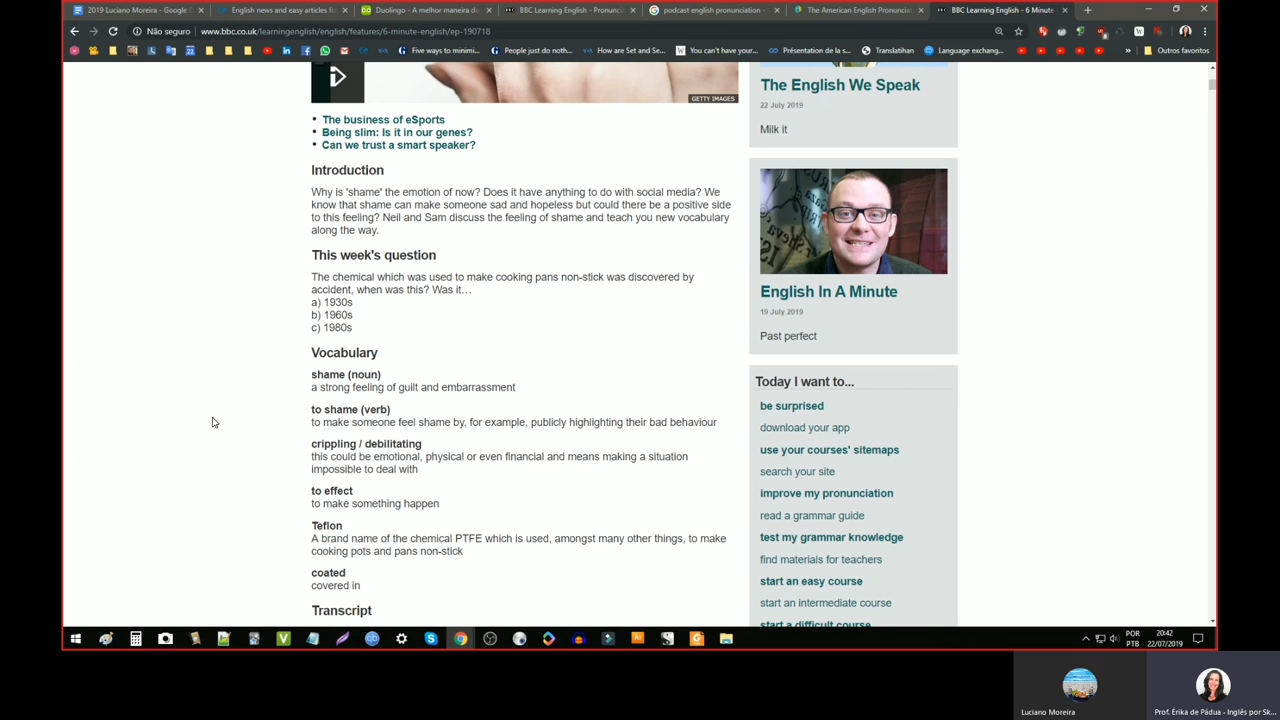 2019 Luciano Moreira - Google E
English news and easy articles fo
Duolingo - A melhor maneira d
BBC Learning English - Pronunci
podcast english pronunciation -
The American English Pronuncia
BBC Learning English - 6 Minute
Não seguro
www.bbc.co.uk/learningenglish/english/features/6-minute-english/ep-190718
Five ways to minimi...
People just do noth...
How are Set and Se...
You can't have your...
Présentation de la s...
Translatihan
Language exchang...
»
Outros favoritos
GETTY IMAGES
• The business of eSports
• Being slim: Is it in our genes?
• Can we trust a smart speaker?
Introduction
Why is 'shame' the emotion of now? Does it have anything to do with social media? We
know that shame can make someone sad and hopeless but could there be a positive side
to this feeling? Neil and Sam discuss the feeling of shame and teach you new vocabulary
along the way.
This week's question
The chemical which was used to make cooking pans non-stick was discovered by
accident, when was this? Was it…
a) 1930s
b) 1960s
c) 1980s
Vocabulary
shame (noun)
a strong feeling of guilt and embarrassment
to shame (verb)
to make someone feel shame by, for example, publicly highlighting their bad behaviour
crippling / debilitating
this could be emotional, physical or even financial and means making a situation
impossible to deal with
to effect
to make something happen
Teflon
A brand name of the chemical PTFE which is used, amongst many other things, to make
cooking pots and pans non-stick
coated
covered in
Transcript
The English We Speak
22 July 2019
Milk it
English In A Minute
19 July 2019
Past perfect
Today I want to...
be surprised
download your app
use your courses' sitemaps
search your site
improve my pronunciation
read a grammar guide
test my grammar knowledge
find materials for teachers
start an easy course
start an intermediate course
start a difficult course
POR
PTB
20:42
22/07/2019
Luciano Moreira
Prof. Érika de Pádua - Inglês por Sk...